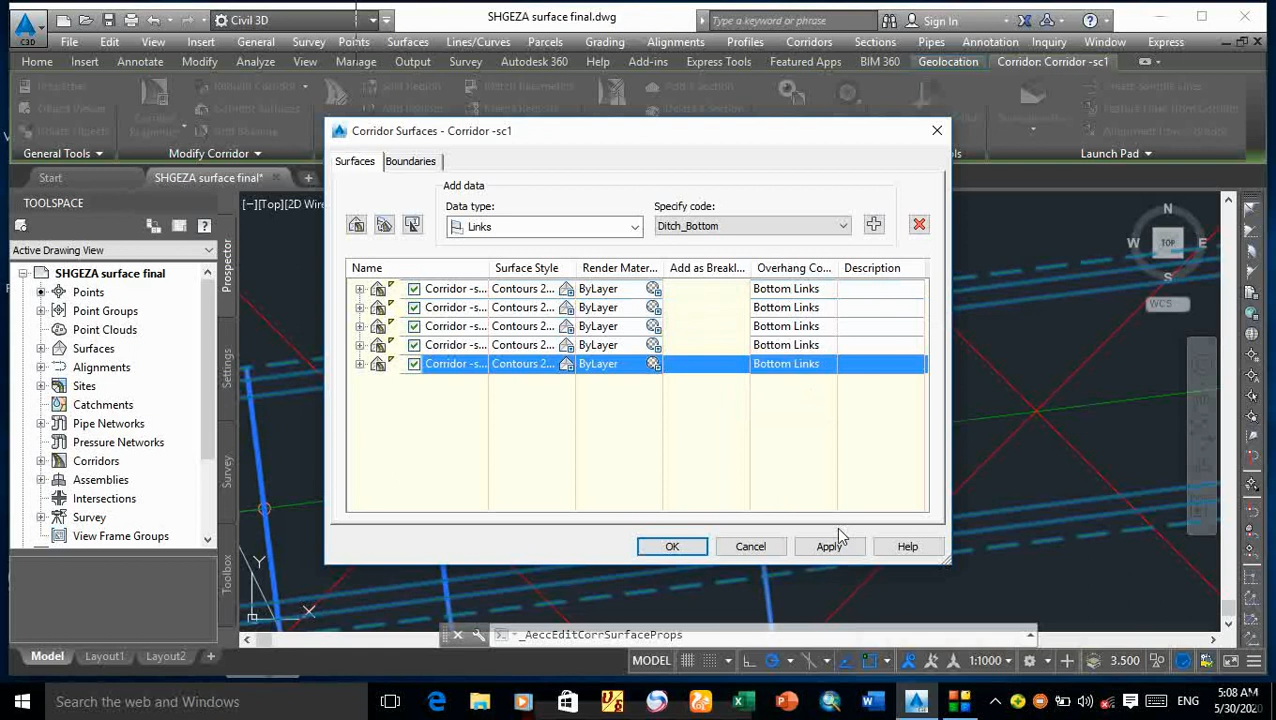 C3D
Civil 3D
SHGEZA surface final.dwg
Type a keyword or phrase
Sign In
File Edit View Insert General Survey Points Surfaces Lines/Curves Parcels Grading Alignments Profiles Corridors Sections Pipes Annotation Inquiry Window Express
Home Insert Annotate Modify Analyze View Manage Output Survey Autodesk 360 Help Add-ins Express Tools Featured Apps BIM 360 Geolocation Corridor: Corridor -sc1
General Tools Modify Corridor Launch Pad
Start SHGEZA surface final*
[−][Top][2D Wire
TOOLSPACE
Active Drawing View
SHGEZA surface final
Points
Point Groups
Point Clouds
Surfaces
Alignments
Sites
Catchments
Pipe Networks
Pressure Networks
Corridors
Assemblies
Intersections
Survey
View Frame Groups
Prospector
Settings
Survey
Toolbox
Corridor Surfaces - Corridor -sc1
Surfaces Boundaries
Add data
Data type: Specify code:
Links Ditch_Bottom
Name Surface Style Render Mater... Add as Breakl... Overhang Co... Description
Corridor -s... Contours 2... ByLayer Bottom Links
Corridor -s... Contours 2... ByLayer Bottom Links
Corridor -s... Contours 2... ByLayer Bottom Links
Corridor -s... Contours 2... ByLayer Bottom Links
Corridor -s... Contours 2... ByLayer Bottom Links
OK Cancel Apply Help
N
W TOP E
S
WCS
Y
X
_AeccEditCorrSurfaceProps
Model Layout1 Layout2 +
MODEL 1:1000 3.500
Search the web and Windows
ENG
5:08 AM
5/30/2020